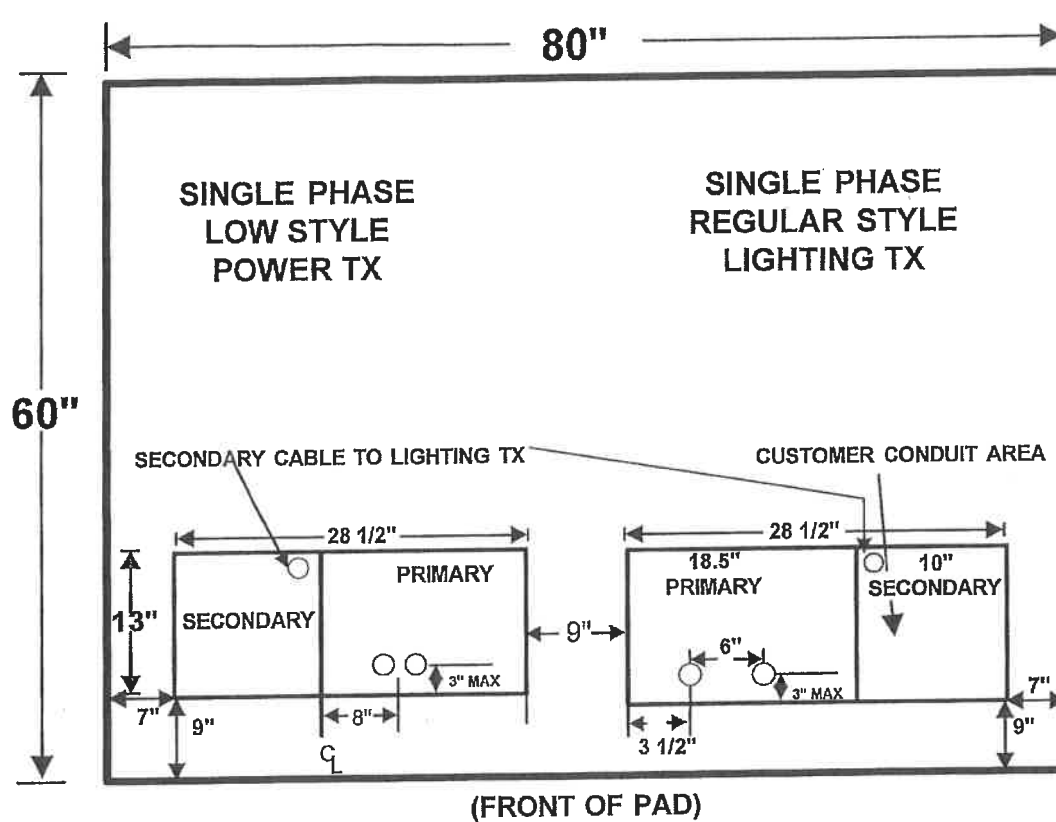 80"
SINGLE PHASE
LOW STYLE
POWER TX
SINGLE PHASE
REGULAR STYLE
LIGHTING TX
60"
SECONDARY CABLE TO LIGHTING TX
CUSTOMER CONDUIT AREA
28 1/2"
28 1/2"
13"
SECONDARY
PRIMARY
18.5"
PRIMARY
10"
SECONDARY
9"
6"
3" MAX
3" MAX
7"
9"
8"
3 1/2"
7"
9"
CL
(FRONT OF PAD)